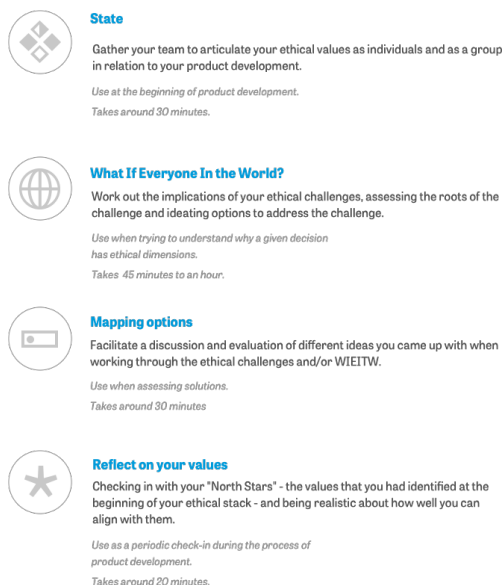 State
Gather your team to articulate your ethical values as individuals and as a group
in relation to your product development.
Use at the beginning of product development.
Takes around 30 minutes.
What If Everyone In the World?
Work out the implications of your ethical challenges, assessing the roots of the
challenge and ideating options to address the challenge.
Use when trying to understand why a given decision
has ethical dimensions.
Takes 45 minutes to an hour.
Mapping options
Facilitate a discussion and evaluation of different ideas you came up with when
working through the ethical challenges and/or WIEITW.
Use when assessing solutions.
Takes around 30 minutes
Reflect on your values
Checking in with your "North Stars" - the values that you had identified at the
beginning of your ethical stack - and being realistic about how well you can
align with them.
Use as a periodic check-in during the process of
product development.
Takes around 20 minutes.